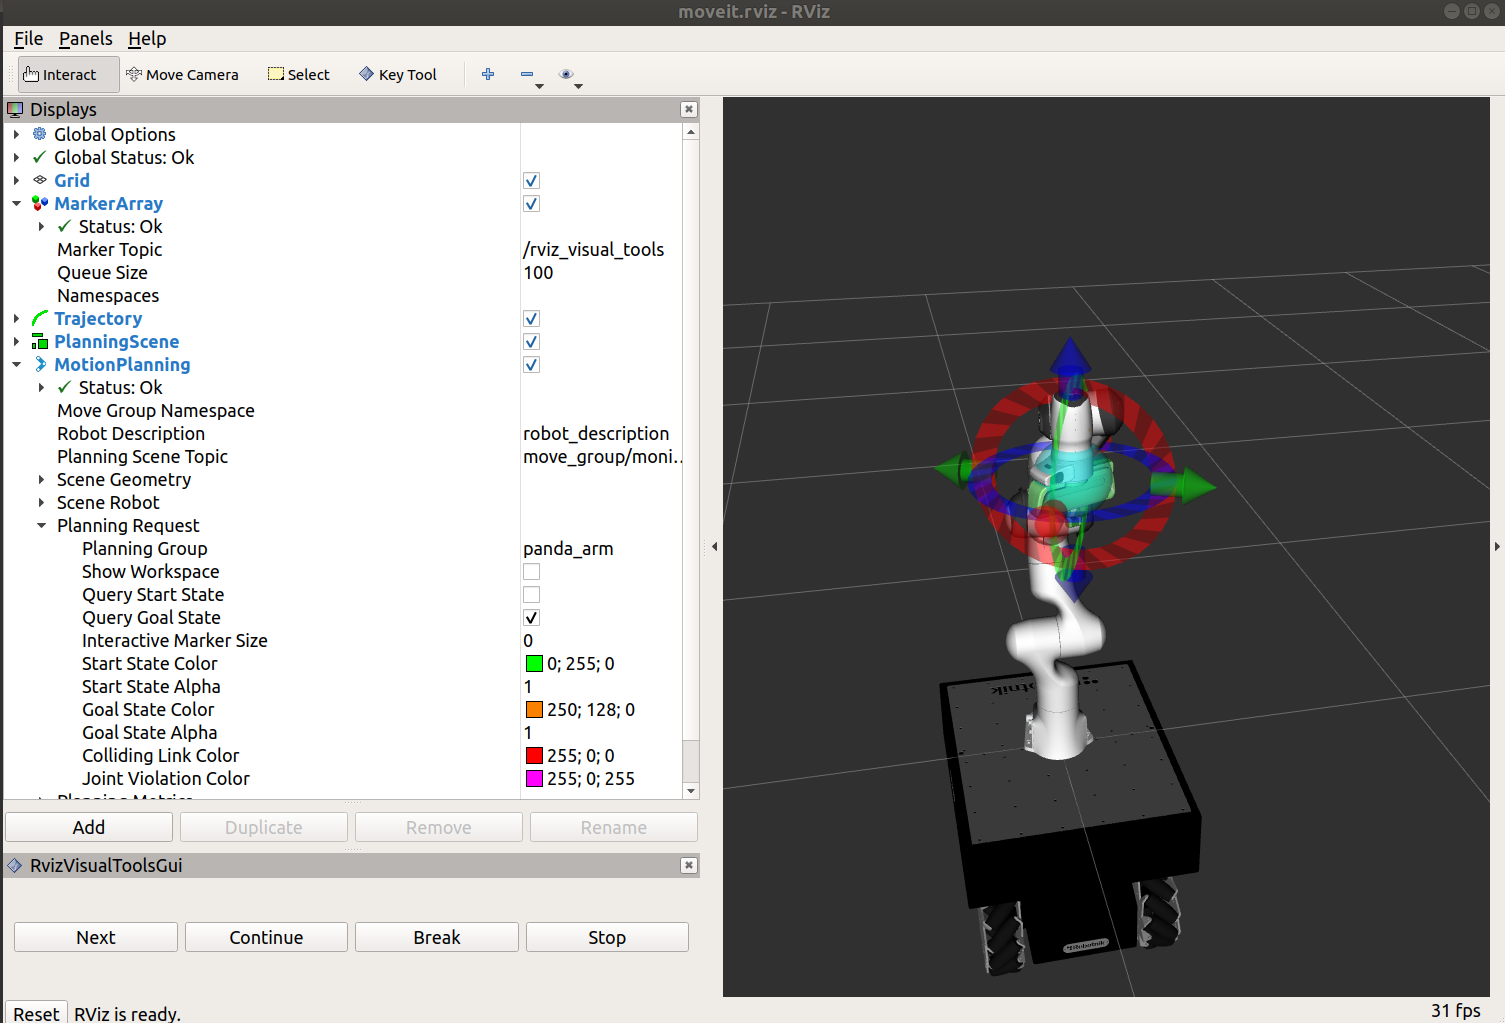 moveit.rviz - RViz
File Panels Help
Interact Move Camera Select Key Tool
Displays
Global Options
Global Status: Ok
Grid
MarkerArray
Status: Ok
Marker Topic /rviz_visual_tools
Queue Size 100
Namespaces
Trajectory
PlanningScene
MotionPlanning
Status: Ok
Move Group Namespace
Robot Description robot_description
Planning Scene Topic move_group/moni...
Scene Geometry
Scene Robot
Planning Request
Planning Group panda_arm
Show Workspace
Query Start State
Query Goal State
Interactive Marker Size 0
Start State Color 0; 255; 0
Start State Alpha 1
Goal State Color 250; 128; 0
Goal State Alpha 1
Colliding Link Color 255; 0; 0
Joint Violation Color 255; 0; 255
Planning Metrics
Add Duplicate Remove Rename
RvizVisualToolsGui
Next Continue Break Stop
Robotnik
Reset RViz is ready.
31 fps